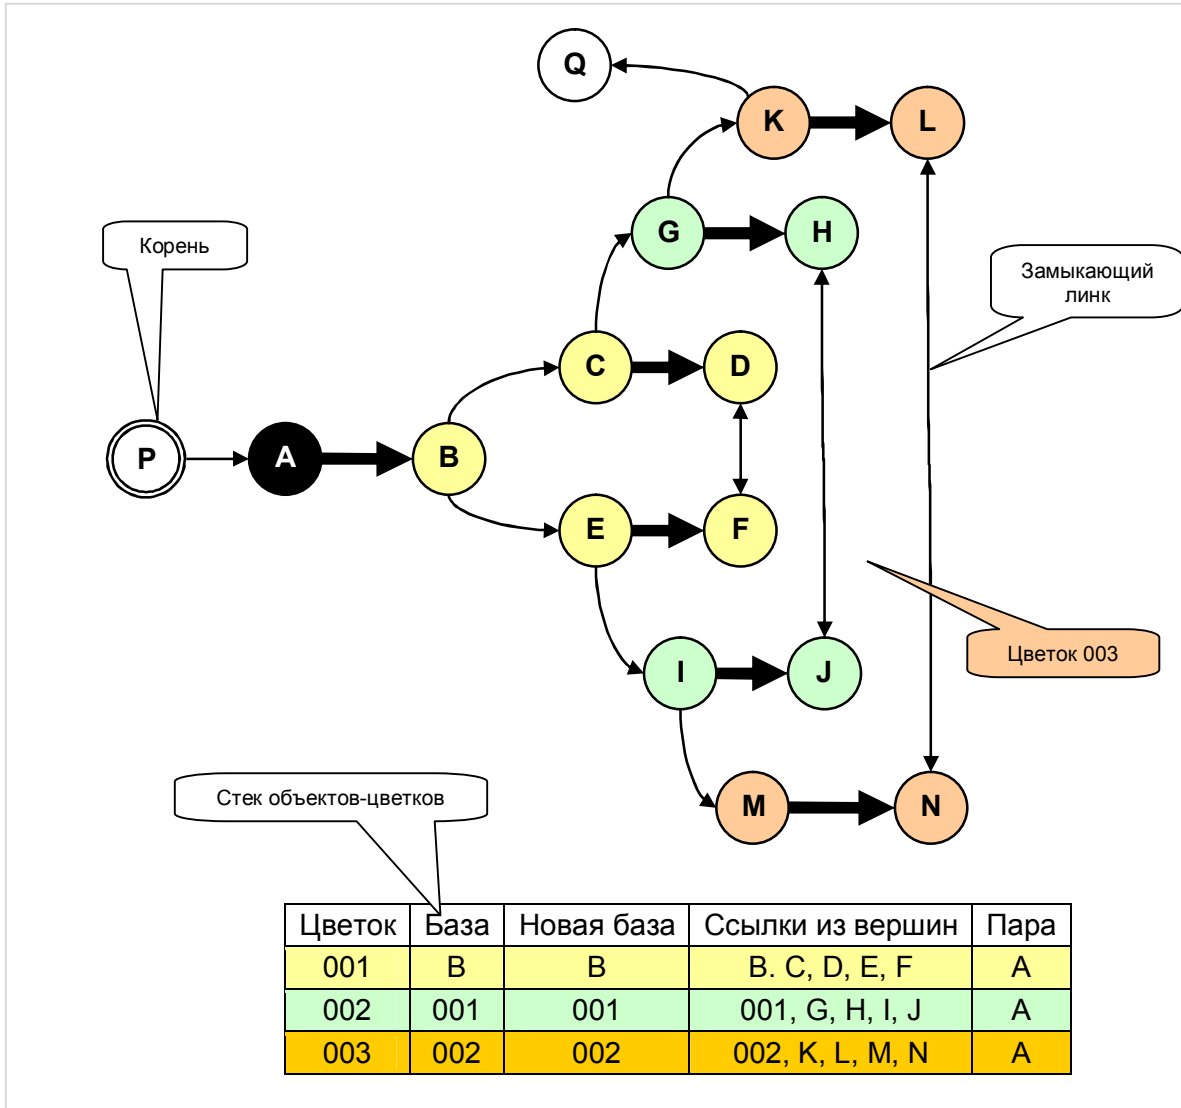 Q
K L
G H
Корень
Замыкающий
линк
C D
P A B
E F
Цветок 003
I J
Стек объектов-цветков
M N
Цветок База Новая база Ссылки из вершин Пара
001 B B B. C, D, E, F A
002 001 001 001, G, H, I, J A
003 002 002 002, K, L, M, N A